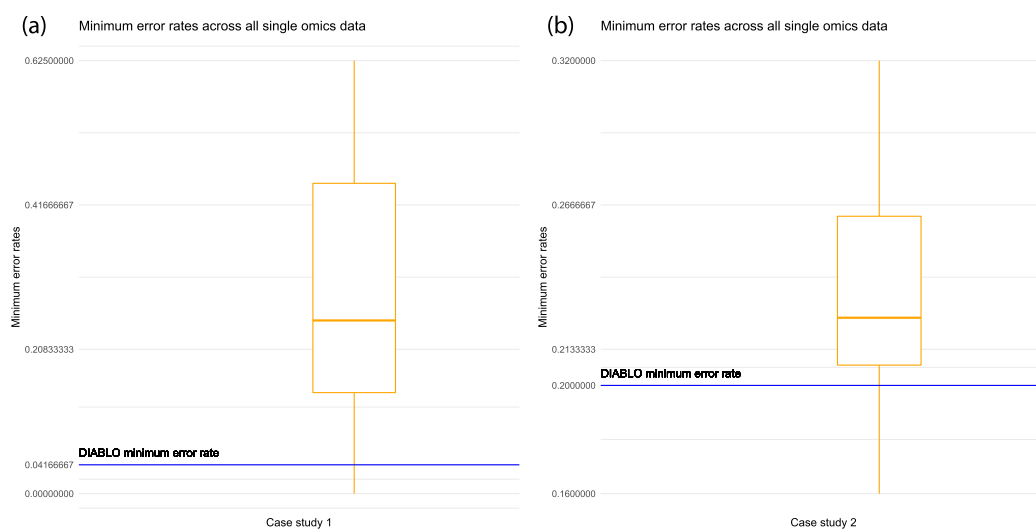 (a)
Minimum error rates across all single omics data
0.62500000
0.41666667
0.20833333
0.04166667
0.00000000
Minimum error rates
DIABLO minimum error rate
Case study 1
(b)
Minimum error rates across all single omics data
0.3200000
0.2666667
0.2133333
0.2000000
0.1600000
Minimum error rates
DIABLO minimum error rate
Case study 2